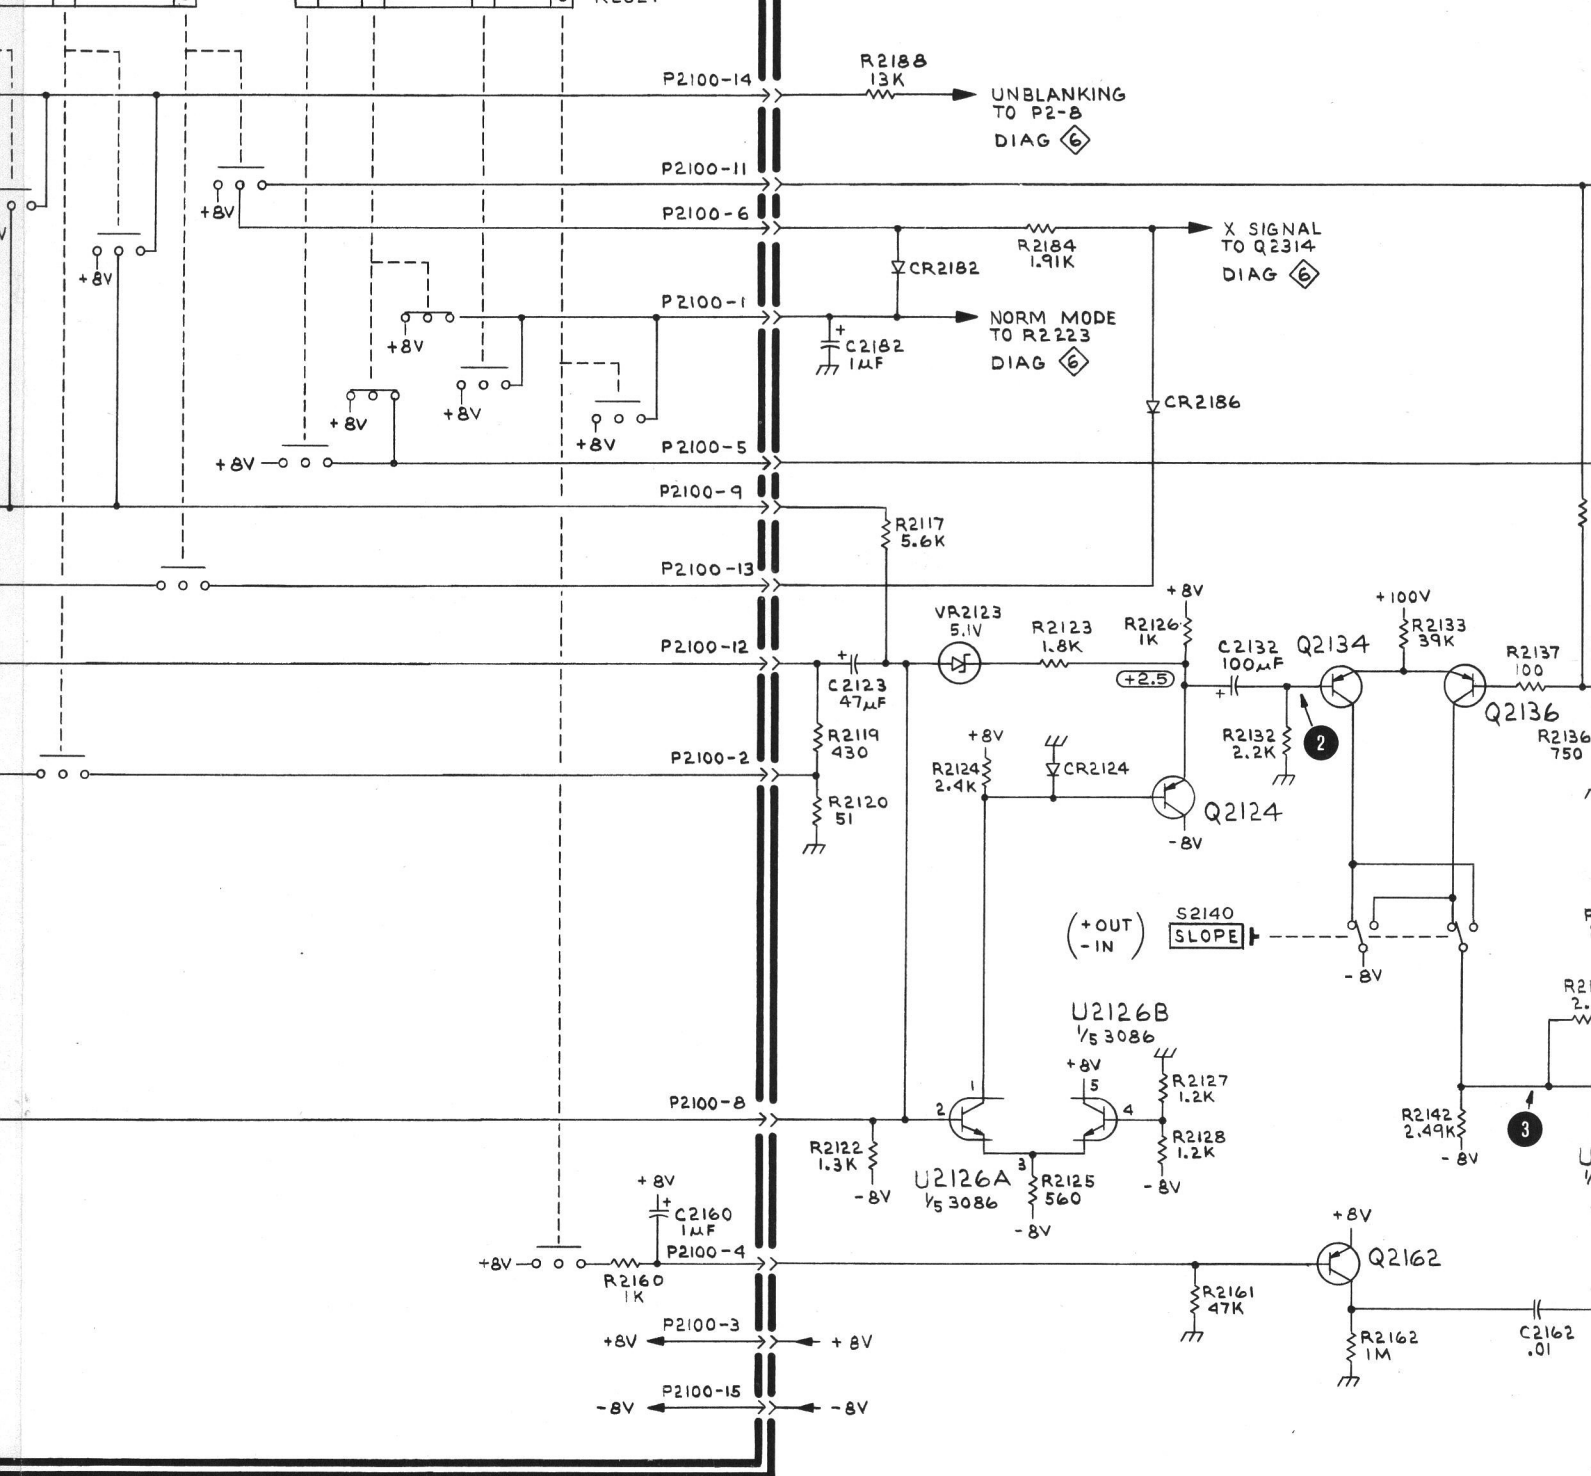 P2100-14
R2188
13K
UNBLANKING
TO P2-8
DIAG 6
P2100-11
+8V
P2100-6
R2184
1.91K
X SIGNAL
TO Q2314
DIAG 6
+8V
CR2182
P2100-1
NORM MODE
TO R2223
DIAG 6
+8V
+
C2182
1µF
+8V
+8V
+8V
CR2186
P2100-5
+8V
P2100-9
R2117
5.6K
P2100-13
VR2123
5.1V
R2123
1.8K
+8V
R2126
1K
+100V
R2133
39K
P2100-12
+
C2123
47µF
+2.5
C2132
100µF
+
Q2134
R2137
100
Q2136
R2119
430
P2100-2
R2120
51
+8V
R2124
2.4K
CR2124
Q2124
-8V
R2132
2.2K
2
R2136
750
(+OUT
-IN)
S2140
SLOPE
-8V
U2126B
1/5 3086
+8V
R2127
1.2K
1
5
2
4
P2100-8
R2122
1.3K
-8V
U2126A
1/5 3086
3
R2125
560
-8V
R2128
1.2K
-8V
R2142
2.49K
-8V
3
+8V
+
C2160
1µF
P2100-4
+8V
R2160
1K
+8V
Q2162
R2161
47K
R2162
1M
C2162
.01
P2100-3
+8V
+8V
P2100-15
-8V
-8V